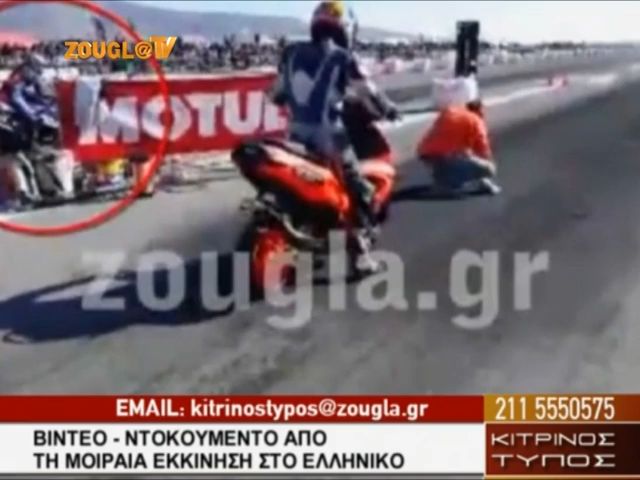 ZOUGL@TV
MOTUL
zougla.gr
EMAIL: kitrinostypos@zougla.gr
211 5550575
ΒΙΝΤΕΟ - ΝΤΟΚΟΥΜΕΝΤΟ ΑΠΟ
ΤΗ ΜΟΙΡΑΙΑ ΕΚΚΙΝΗΣΗ ΣΤΟ ΕΛΛΗΝΙΚΟ
ΚΙΤΡΙΝΟΣ
ΤΥΠΟΣ